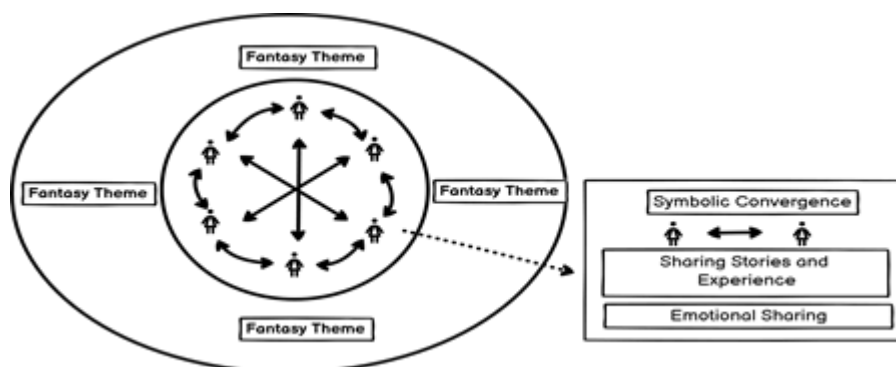 Fantasy Theme
Fantasy Theme
Fantasy Theme
Fantasy Theme
Symbolic Convergence
Sharing Stories and
Experience
Emotional Sharing